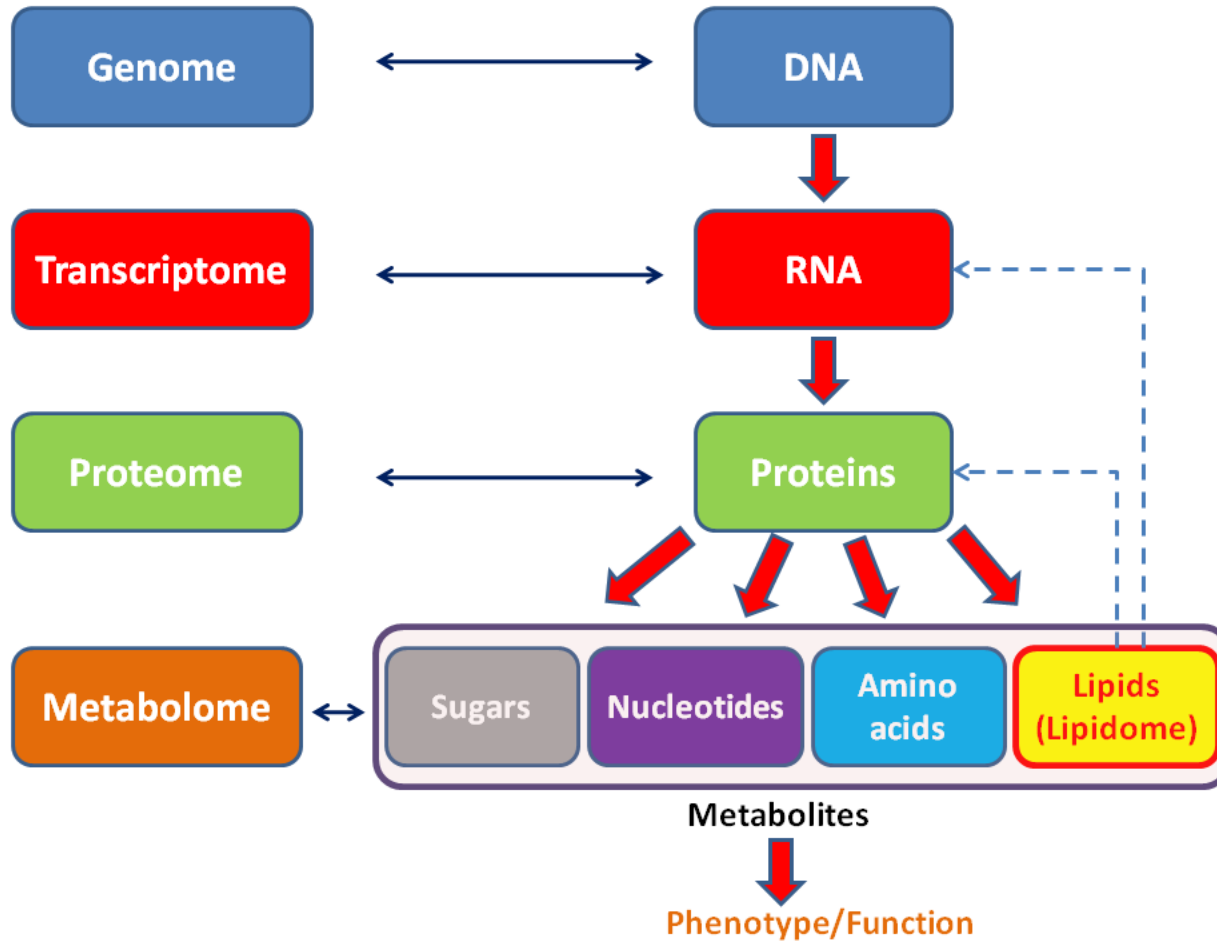 Genome
DNA
Transcriptome
RNA
Proteome
Proteins
Metabolome
Sugars
Nucleotides
Amino
acids
Lipids
(Lipidome)
Metabolites
Phenotype/Function